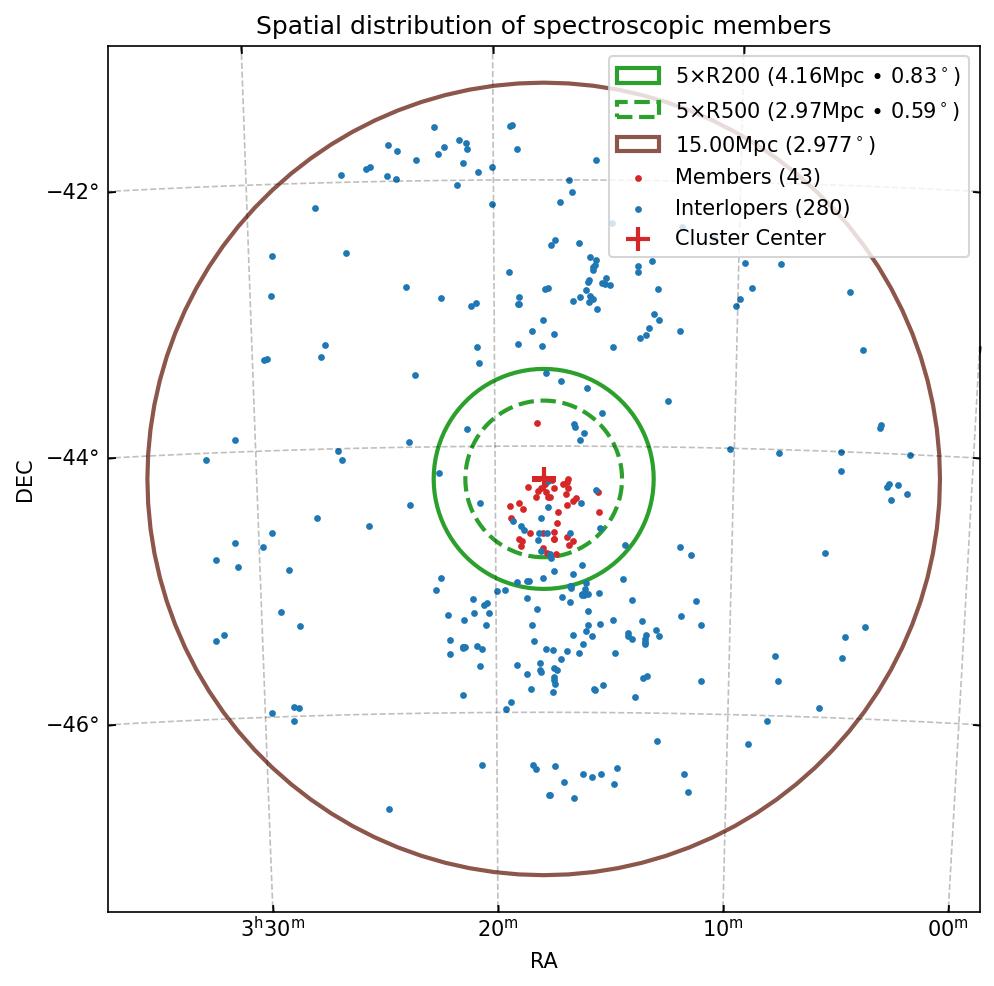 Spatial distribution of spectroscopic members
5×R200 (4.16Mpc • 0.83°)
5×R500 (2.97Mpc • 0.59°)
15.00Mpc (2.977°)
Members (43)
Interlopers (280)
Cluster Center
−42°
−44°
−46°
DEC
3ʰ30ᵐ 20ᵐ 10ᵐ 00ᵐ
RA